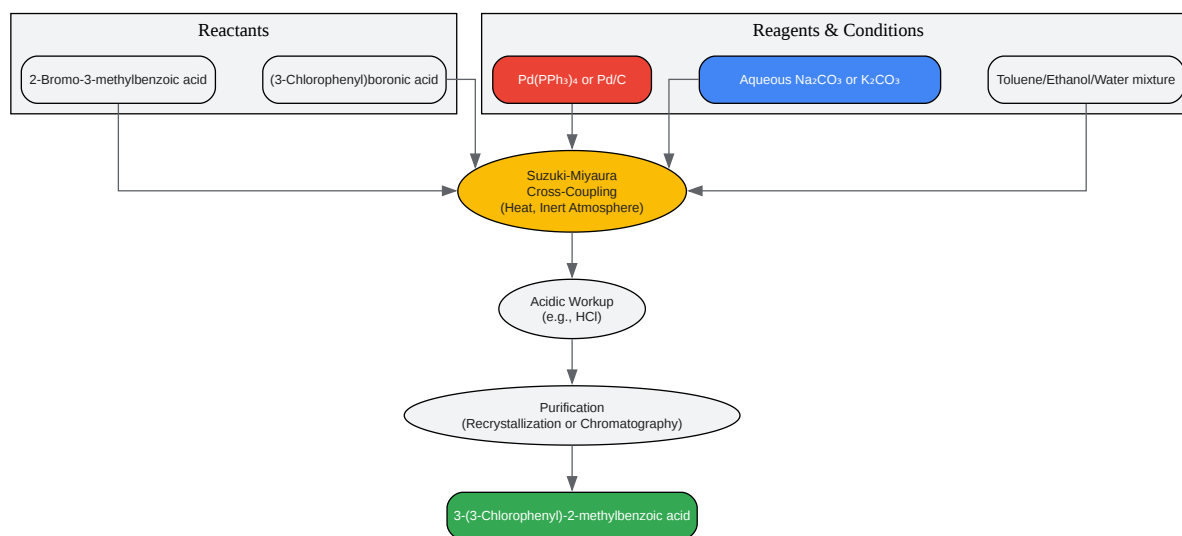 Reactants
Reagents & Conditions
2-Bromo-3-methylbenzoic acid
(3-Chlorophenyl)boronic acid
Pd(PPh₃)₄ or Pd/C
Aqueous Na₂CO₃ or K₂CO₃
Toluene/Ethanol/Water mixture
Suzuki-Miyaura
Cross-Coupling
(Heat, Inert Atmosphere)
Acidic Workup
(e.g., HCl)
Purification
(Recrystallization or Chromatography)
3-(3-Chlorophenyl)-2-methylbenzoic acid